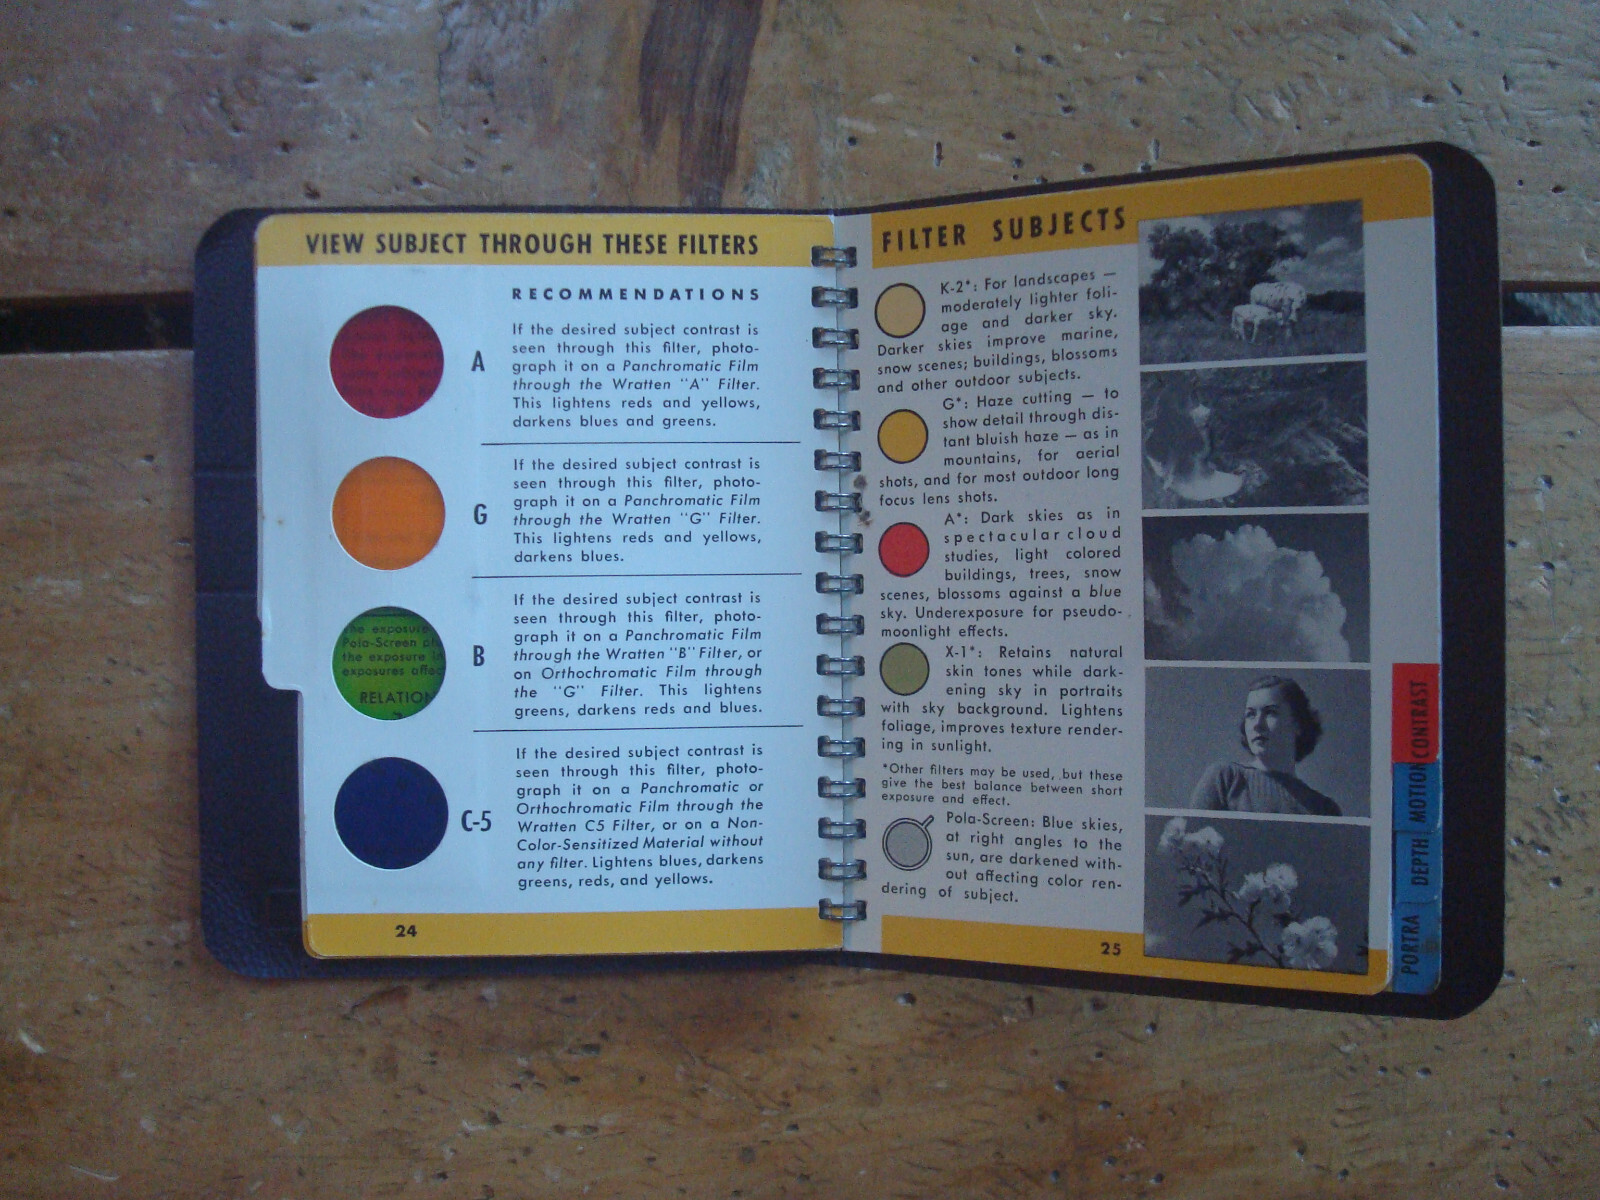 VIEW SUBJECT THROUGH THESE FILTERS
RECOMMENDATIONS
A
If the desired subject contrast is
seen through this filter, photo-
graph it on a Panchromatic Film
through the Wratten "A" Filter.
This lightens reds and yellows,
darkens blues and greens.
G
If the desired subject contrast is
seen through this filter, photo-
graph it on a Panchromatic Film
through the Wratten "G" Filter.
This lightens reds and yellows,
darkens blues.
The exposure
Pola-Screen pl
the exposure in
exposures affec
RELATION
B
If the desired subject contrast is
seen through this filter, photo-
graph it on a Panchromatic Film
through the Wratten "B" Filter, or
on Orthochromatic Film through
the "G" Filter. This lightens
greens, darkens reds and blues.
C-5
If the desired subject contrast is
seen through this filter, photo-
graph it on a Panchromatic or
Orthochromatic Film through the
Wratten C5 Filter, or on a Non-
Color-Sensitized Material without
any filter. Lightens blues, darkens
greens, reds, and yellows.
24
FILTER SUBJECTS
K-2*: For landscapes —
moderately lighter foli-
age and darker sky.
Darker skies improve marine,
snow scenes; buildings, blossoms
and other outdoor subjects.
G*: Haze cutting — to
show detail through dis-
tant bluish haze — as in
mountains, for aerial
shots, and for most outdoor long
focus lens shots.
A*: Dark skies as in
spectacular cloud
studies, light colored
buildings, trees, snow
scenes, blossoms against a blue
sky. Underexposure for pseudo-
moonlight effects.
X-1*: Retains natural
skin tones while dark-
ening sky in portraits
with sky background. Lightens
foliage, improves texture render-
ing in sunlight.
*Other filters may be used, but these
give the best balance between short
exposure and effect.
Pola-Screen: Blue skies,
at right angles to the
sun, are darkened with-
out affecting color ren-
dering of subject.
25
CONTRAST
MOTION
DEPTH
PORTRA